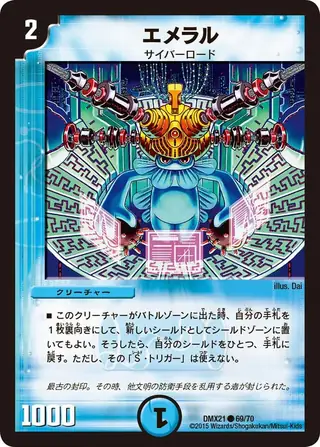 2
エメラル
サイバーロード
illus. Dai
クリーチャー
■ このクリーチャーがバトルゾーンに出た時、自分の手札を
1枚裏向きにして、新しいシールドとしてシールドゾーンに置
いてもよい。そうしたら、自分のシールドをひとつ、手札に
戻す。ただし、その「S・トリガー」は使えない。
最古の封印。その時、他文明の防衛手段を乱用する者が封じられた。
1000
DMX21 ● 69/70
©2015 Wizards/Shogakukan/Mitsui-Kids